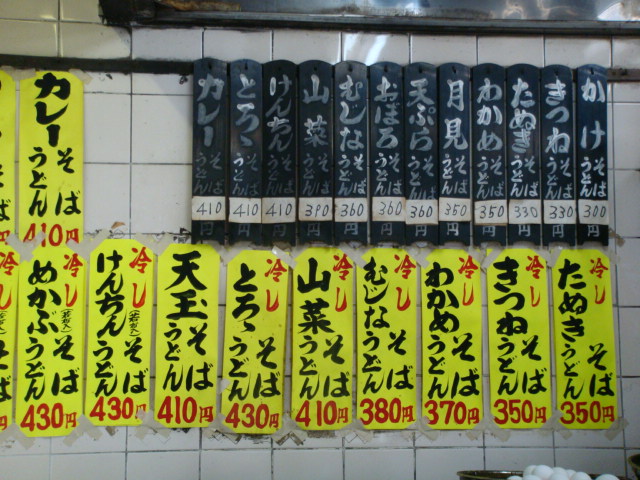 かけ そば うどん 300円
きつね そば うどん 330円
たぬき そば うどん 330円
わかめ そば うどん 350円
月見 そば うどん 350円
天ぷら そば うどん 360円
おぼろ そば うどん 360円
むじな そば うどん 360円
山菜 そば うどん 390円
けんちん そば うどん 410円
とろゝ そば うどん 410円
カレー そば うどん 410円
カレー そば うどん 410円
冷し たぬき そば うどん 350円
冷し きつね そば うどん 350円
冷し わかめ そば うどん 370円
冷し むじな そば うどん 380円
冷し 山菜 そば うどん 410円
冷し とろゝ そば うどん 430円
天玉 そば うどん 410円
冷し けんちん そば うどん 430円
冷し めかぶ そば うどん 430円